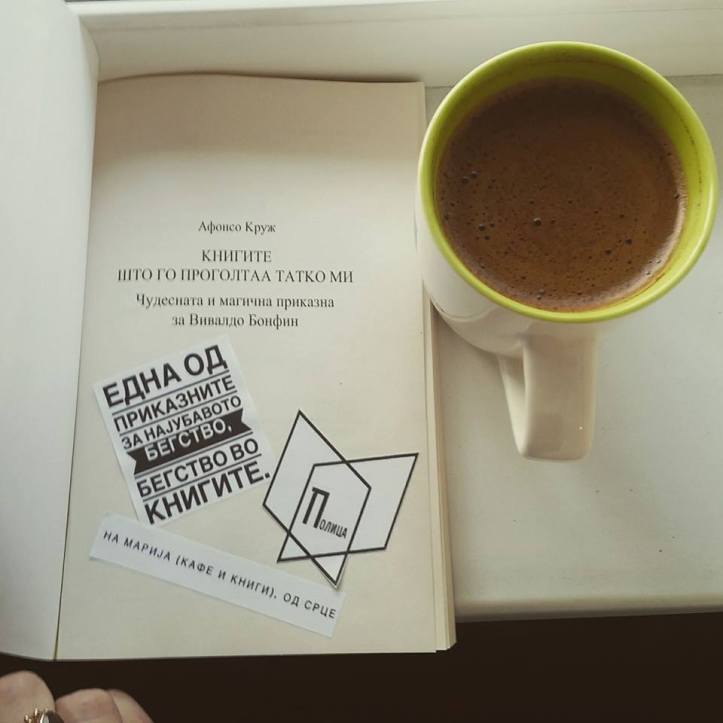 Афонсо Круж
КНИГИТЕ
ШТО ГО ПРОГОЛТАА ТАТКО МИ
Чудесната и магична приказна
за Вивалдо Бонфин
ЕДНА ОД
ПРИКАЗНИТЕ
ЗА НАЈУБАВОТО
БЕГСТВО,
БЕГСТВО ВО
КНИГИТЕ.
ПОЛИЦА
НА МАРИЈА (КАФЕ И КНИГИ), ОД СРЦЕ